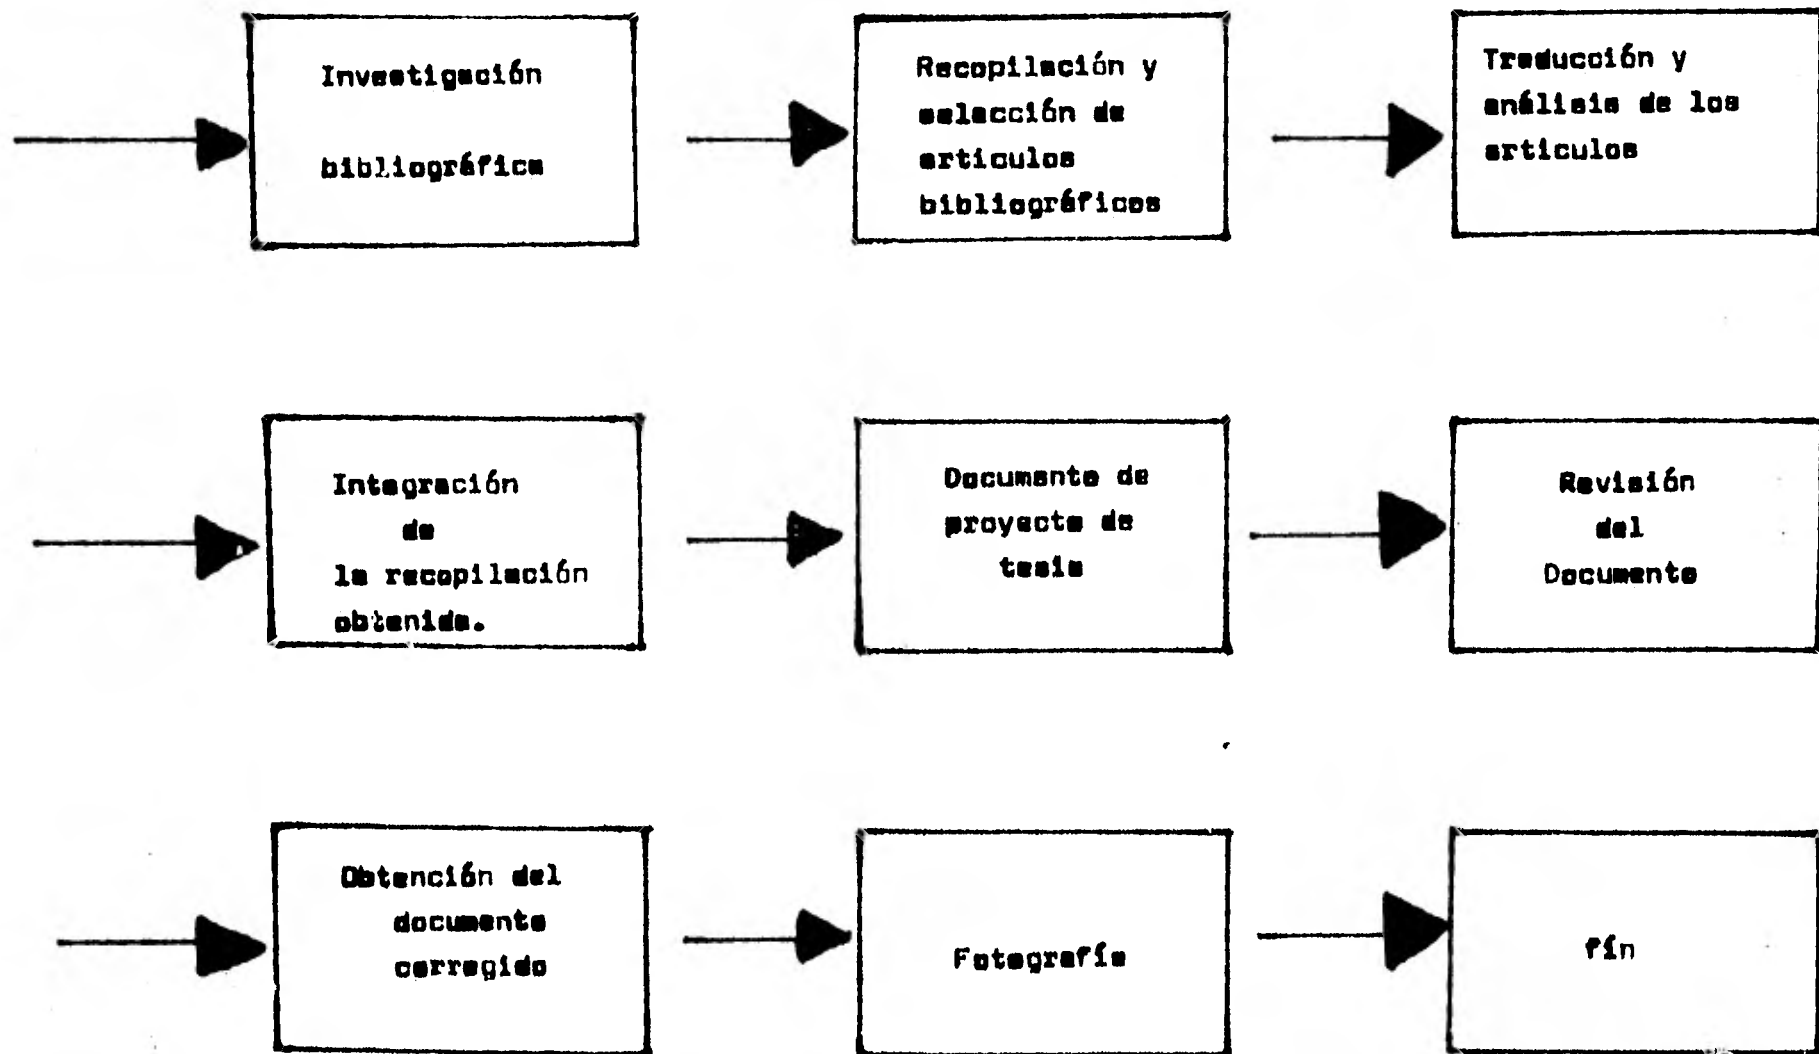 Investigación
bibliográfica
Recopilación y
selección de
articulos
bibliográficos
Traducción y
análisis de los
articulos
Integración
de
la recopilación
obtenida.
Documento de
proyecto de
tesis
Revisión
del
Documento
Obtención del
documento
corregido
Fotografía
fín